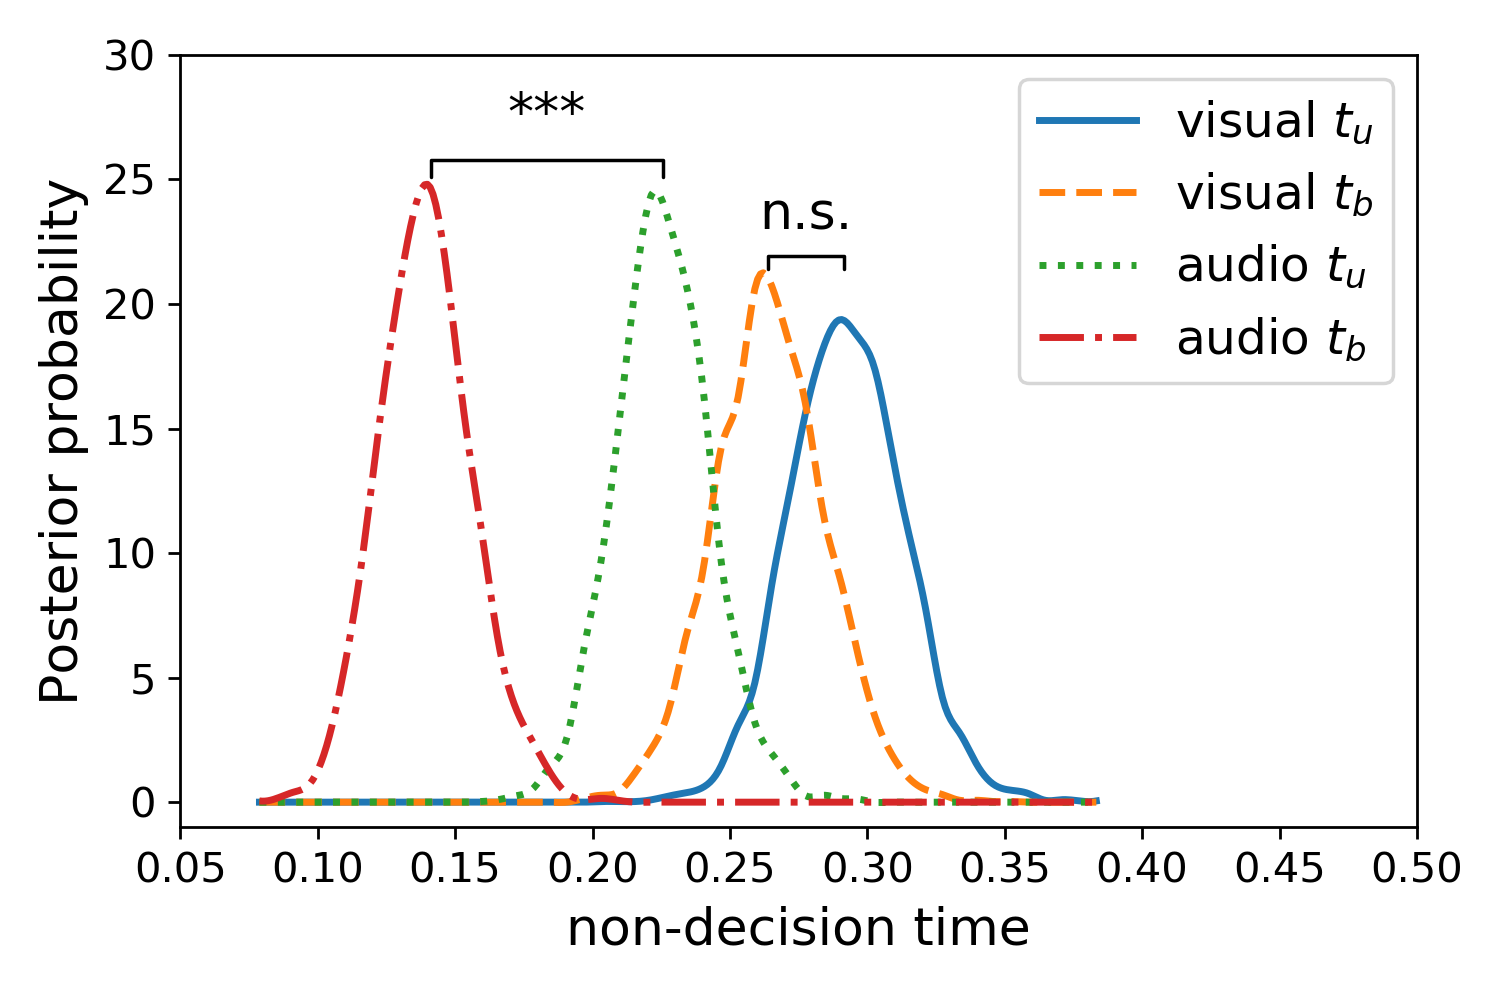 30
25
20
15
10
5
0
Posterior probability
***
n.s.
visual t_u
visual t_b
audio t_u
audio t_b
0.05 0.10 0.15 0.20 0.25 0.30 0.35 0.40 0.45 0.50
non-decision time